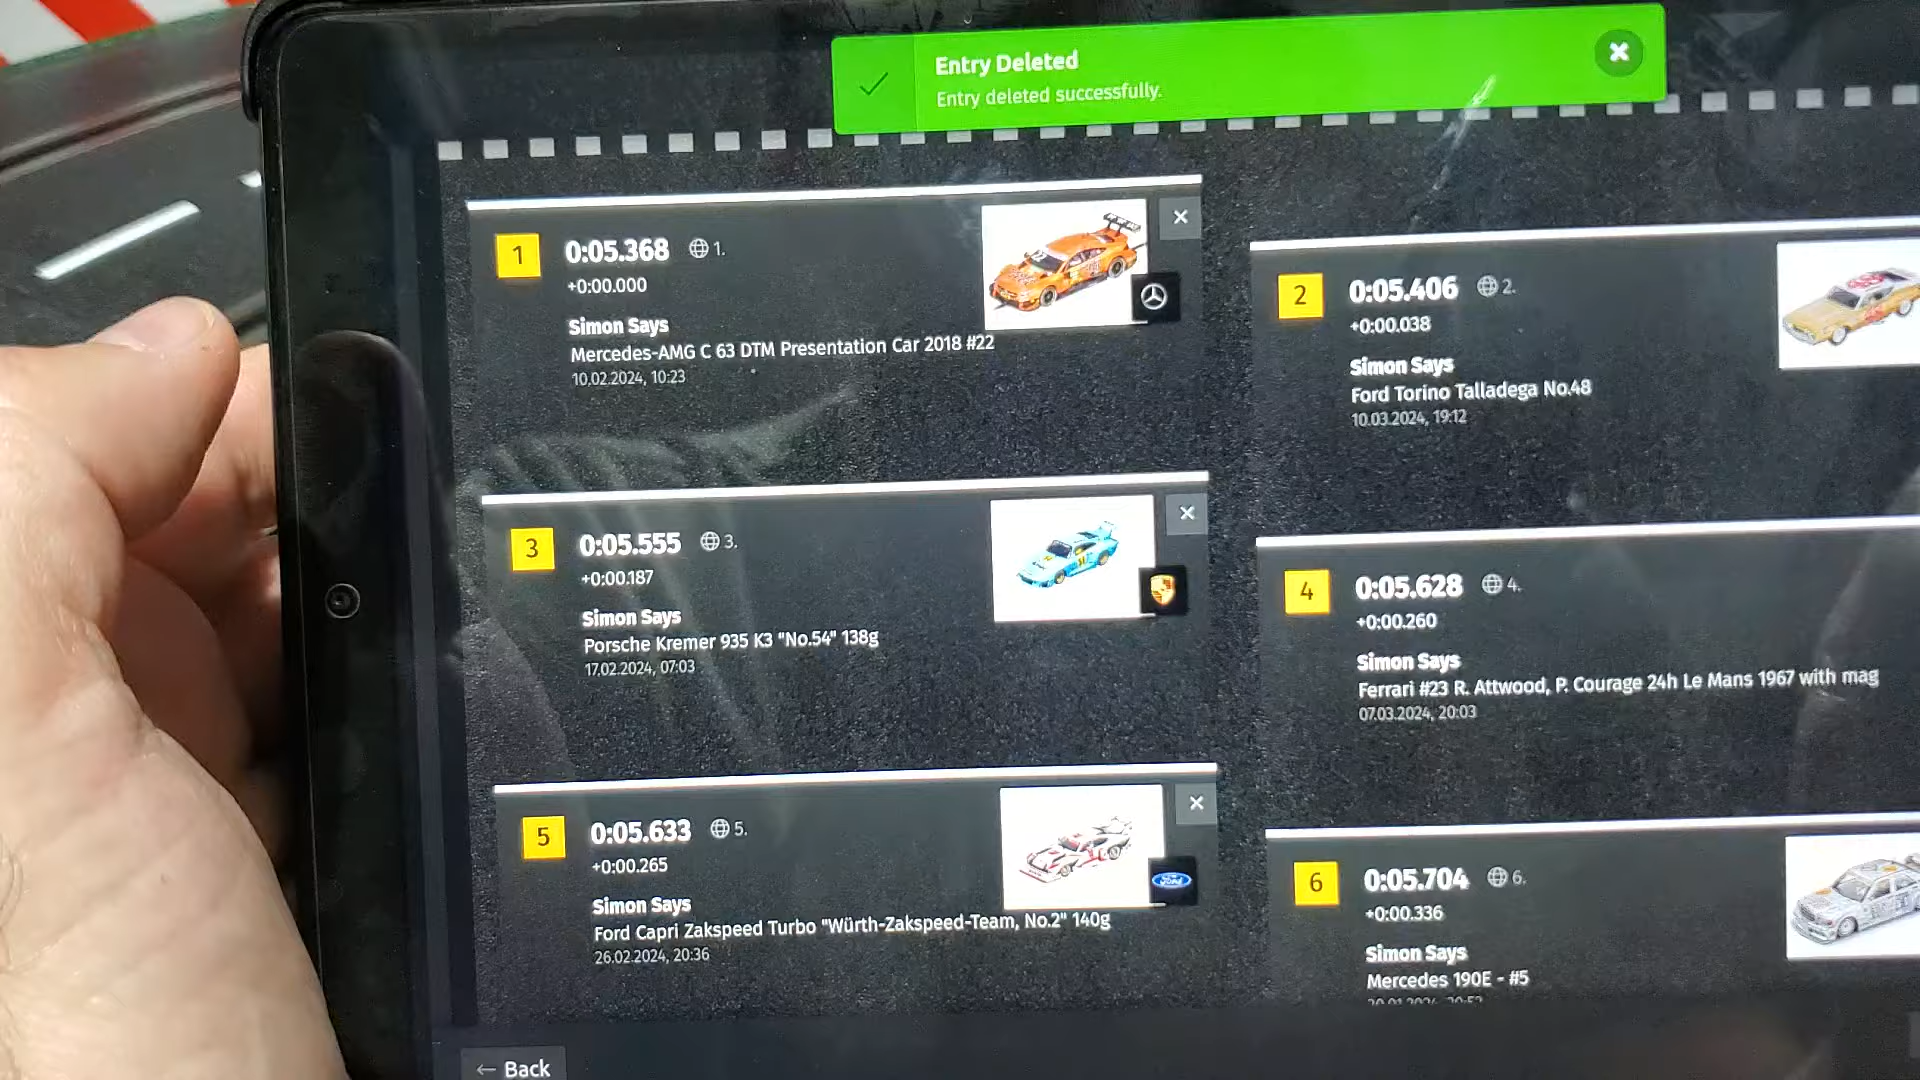 Entry Deleted
Entry deleted successfully.
1
0:05.368 1.
+0:00.000
Simon Says
Mercedes-AMG C 63 DTM Presentation Car 2018 #22
10.02.2024, 10:23
2
0:05.406 2.
+0:00.038
Simon Says
Ford Torino Talladega No.48
10.03.2024, 19:12
3
0:05.555 3.
+0:00.187
Simon Says
Porsche Kremer 935 K3 "No.54" 138g
17.02.2024, 07:03
4
0:05.628 4.
+0:00.260
Simon Says
Ferrari #23 R. Attwood, P. Courage 24h Le Mans 1967 with mag
07.03.2024, 20:03
5
0:05.633 5.
+0:00.265
Simon Says
Ford Capri Zakspeed Turbo "Würth-Zakspeed-Team, No.2" 140g
26.02.2024, 20:36
Ford
6
0:05.704 6.
+0:00.336
Simon Says
Mercedes 190E - #5
← Back